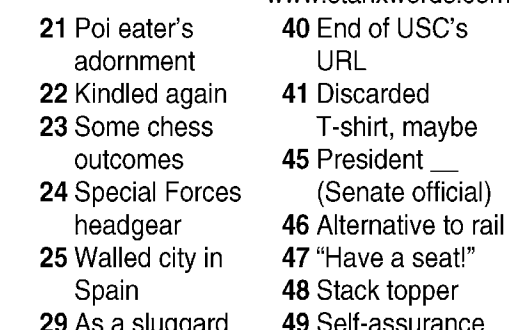 21 Poi eater's
adornment
22 Kindled again
23 Some chess
outcomes
24 Special Forces
headgear
25 Walled city in
Spain
29 As a sluggard
40 End of USC's
URL
41 Discarded
T-shirt, maybe
45 President __
(Senate official)
46 Alternative to rail
47 “Have a seat!”
48 Stack topper
49 Self-assurance